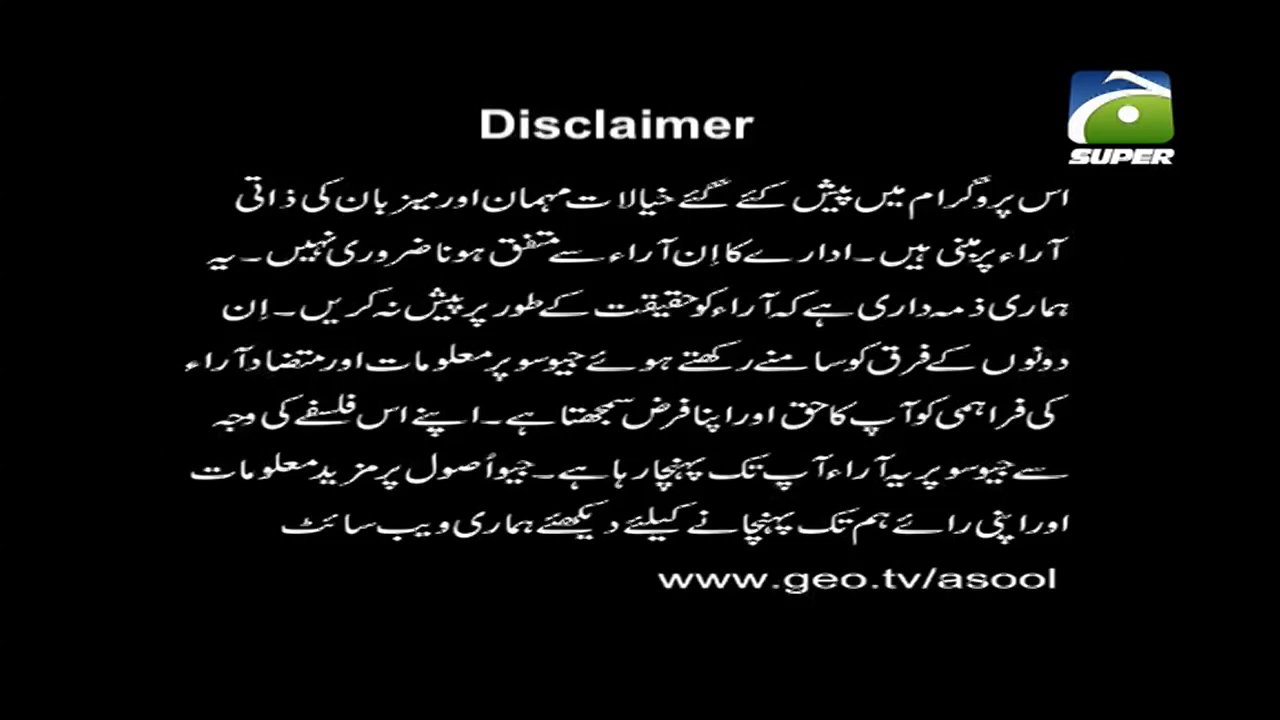 Disclaimer
SUPER
اس پروگرام میں پیش کئے گئے خیالات مہمان اور میزبان کی ذاتی
آراء پر مبنی ہیں۔ ادارے کا اِن آراء سے متفق ہونا ضروری نہیں۔ یہ
ہماری ذمہ داری ہے کہ آراء کو حقیقت کے طور پر پیش نہ کریں۔ اِن
دونوں کے فرق کو سامنے رکھتے ہوئے جیو سوپر معلومات اور متضاد آراء
کی فراہمی کو آپ کا حق اور اپنا فرض سمجھتا ہے۔ اپنے اس فلسفے کی وجہ
سے جیو سوپر یہ آراء آپ تک پہنچا رہا ہے۔ جیو اُصول پر مزید معلومات
اور اپنی رائے ہم تک پہنچانے کیلئے دیکھئے ہماری ویب سائٹ
www.geo.tv/asool